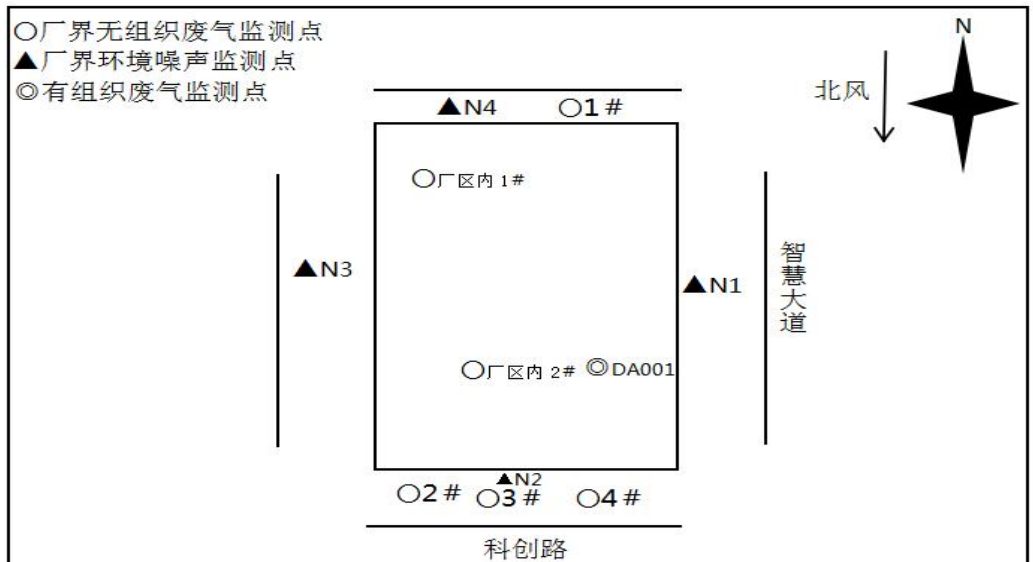 ○厂界无组织废气监测点
▲厂界环境噪声监测点
◎有组织废气监测点
N
北风
▲N4
○1#
○厂区内 1#
▲N3
▲N1
智慧大道
○厂区内 2#
◎DA001
▲N2
○2#
○3#
○4#
科创路